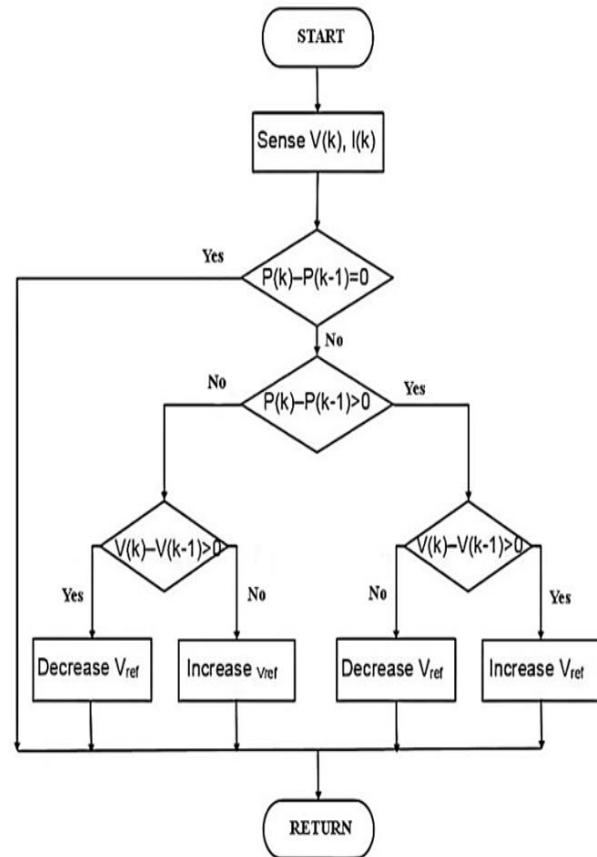 START
Sense V(k), I(k)
Yes
P(k)–P(k-1)=0
No
No
P(k)–P(k-1)>0
Yes
V(k)–V(k-1)>0
V(k)–V(k-1)>0
Yes
No
No
Yes
Decrease Vref
Increase Vref
Decrease Vref
Increase Vref
RETURN